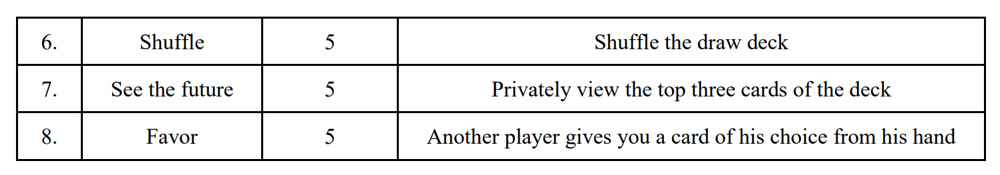 6. Shuffle 5 Shuffle the draw deck
7. See the future 5 Privately view the top three cards of the deck
8. Favor 5 Another player gives you a card of his choice from his hand